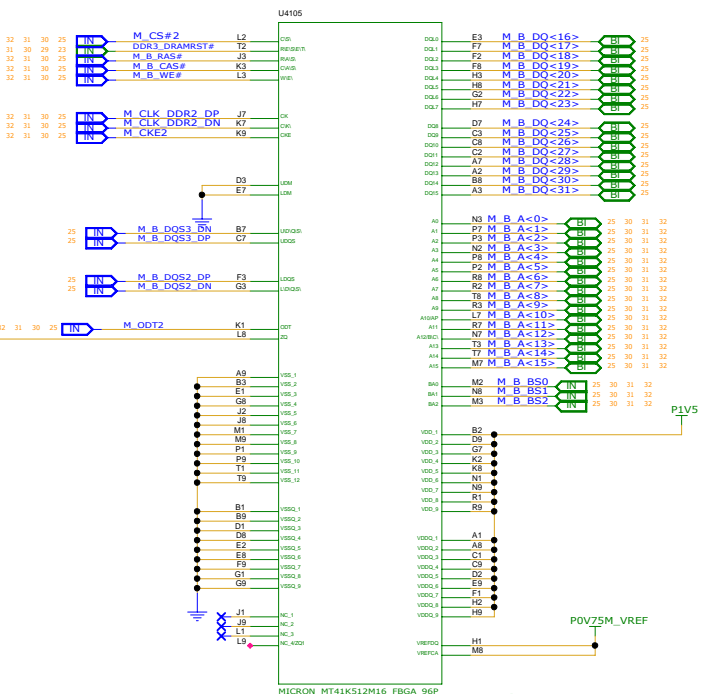 U4105
32 31 30 25 IN M_CS#2 L2 C\S\ DQL0 E3 M_B_DQ<16> BI 25
31 30 29 23 IN DDR3_DRAMRST# T2 R\E\S\E\T\ DQL1 F7 M_B_DQ<17> BI 25
32 31 30 25 IN M_B_RAS# J3 R\A\S\ DQL2 F2 M_B_DQ<18> BI 25
32 31 30 25 IN M_B_CAS# K3 C\A\S\ DQL3 F8 M_B_DQ<19> BI 25
32 31 30 25 IN M_B_WE# L3 W\E\ DQL4 H3 M_B_DQ<20> BI 25
DQL5 H8 M_B_DQ<21> BI 25
DQL6 G2 M_B_DQ<22> BI 25
DQL7 H7 M_B_DQ<23> BI 25
32 31 30 25 IN M_CLK_DDR2_DP J7 CK
32 31 30 25 IN M_CLK_DDR2_DN K7 C\K\
32 31 30 25 IN M_CKE2 K9 CKE
DQ8 D7 M_B_DQ<24> BI 25
DQ9 C3 M_B_DQ<25> BI 25
DQ10 C8 M_B_DQ<26> BI 25
DQ11 C2 M_B_DQ<27> BI 25
DQ12 A7 M_B_DQ<28> BI 25
DQ13 A2 M_B_DQ<29> BI 25
DQ14 B8 M_B_DQ<30> BI 25
DQ15 A3 M_B_DQ<31> BI 25
D3 UDM
E7 LDM
25 IN M_B_DQS3_DN B7 U\D\Q\S\
25 IN M_B_DQS3_DP C7 UDQS
25 IN M_B_DQS2_DP F3 LDQS
25 IN M_B_DQS2_DN G3 L\D\Q\S\
A0 N3 M_B_A<0> BI 25 30 31 32
A1 P7 M_B_A<1> BI 25 30 31 32
A2 P3 M_B_A<2> BI 25 30 31 32
A3 N2 M_B_A<3> BI 25 30 31 32
A4 P8 M_B_A<4> BI 25 30 31 32
A5 P2 M_B_A<5> BI 25 30 31 32
A6 R8 M_B_A<6> BI 25 30 31 32
A7 R2 M_B_A<7> BI 25 30 31 32
A8 T8 M_B_A<8> BI 25 30 31 32
A9 R3 M_B_A<9> BI 25 30 31 32
A10/AP L7 M_B_A<10> BI 25 30 31 32
A11 R7 M_B_A<11> BI 25 30 31 32
A12/B\C\ N7 M_B_A<12> BI 25 30 31 32
A13 T3 M_B_A<13> BI 25 30 31 32
A14 T7 M_B_A<14> BI 25 30 31 32
A15 M7 M_B_A<15> BI 25 30 31 32
31 30 25 IN M_ODT2 K1 ODT
L8 ZQ
BA0 M2 M_B_BS0 IN 25 30 31 32
BA1 N8 M_B_BS1 IN 25 30 31 32
BA2 M3 M_B_BS2 IN 25 30 31 32
A9 VSS_1
B3 VSS_2
E1 VSS_3
G8 VSS_4
J2 VSS_5
J8 VSS_6
M1 VSS_7
M9 VSS_8
P1 VSS_9
P9 VSS_10
T1 VSS_11
T9 VSS_12
P1V5
VDD_1 B2
VDD_2 D9
VDD_3 G7
VDD_4 K2
VDD_5 K8
VDD_6 N1
VDD_7 N9
VDD_8 R1
VDD_9 R9
B1 VSSQ_1
B9 VSSQ_2
D1 VSSQ_3
D8 VSSQ_4
E2 VSSQ_5
E8 VSSQ_6
F9 VSSQ_7
G1 VSSQ_8
G9 VSSQ_9
VDDQ_1 A1
VDDQ_2 A8
VDDQ_3 C1
VDDQ_4 C9
VDDQ_5 D2
VDDQ_6 E9
VDDQ_7 F1
VDDQ_8 H2
VDDQ_9 H9
J1 NC_1
J9 NC_2
L1 NC_3
L9 NC_4/ZQ1
P0V75M_VREF
VREFDQ H1
VREFCA M8
MICRON MT41K512M16 FBGA 96P